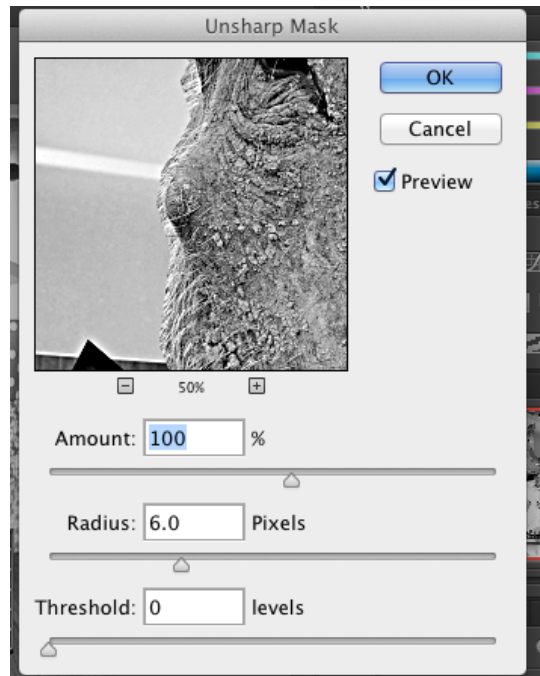 Unsharp Mask
OK
Cancel
Preview
50%
Amount: 100 %
Radius: 6.0 Pixels
Threshold: 0 levels